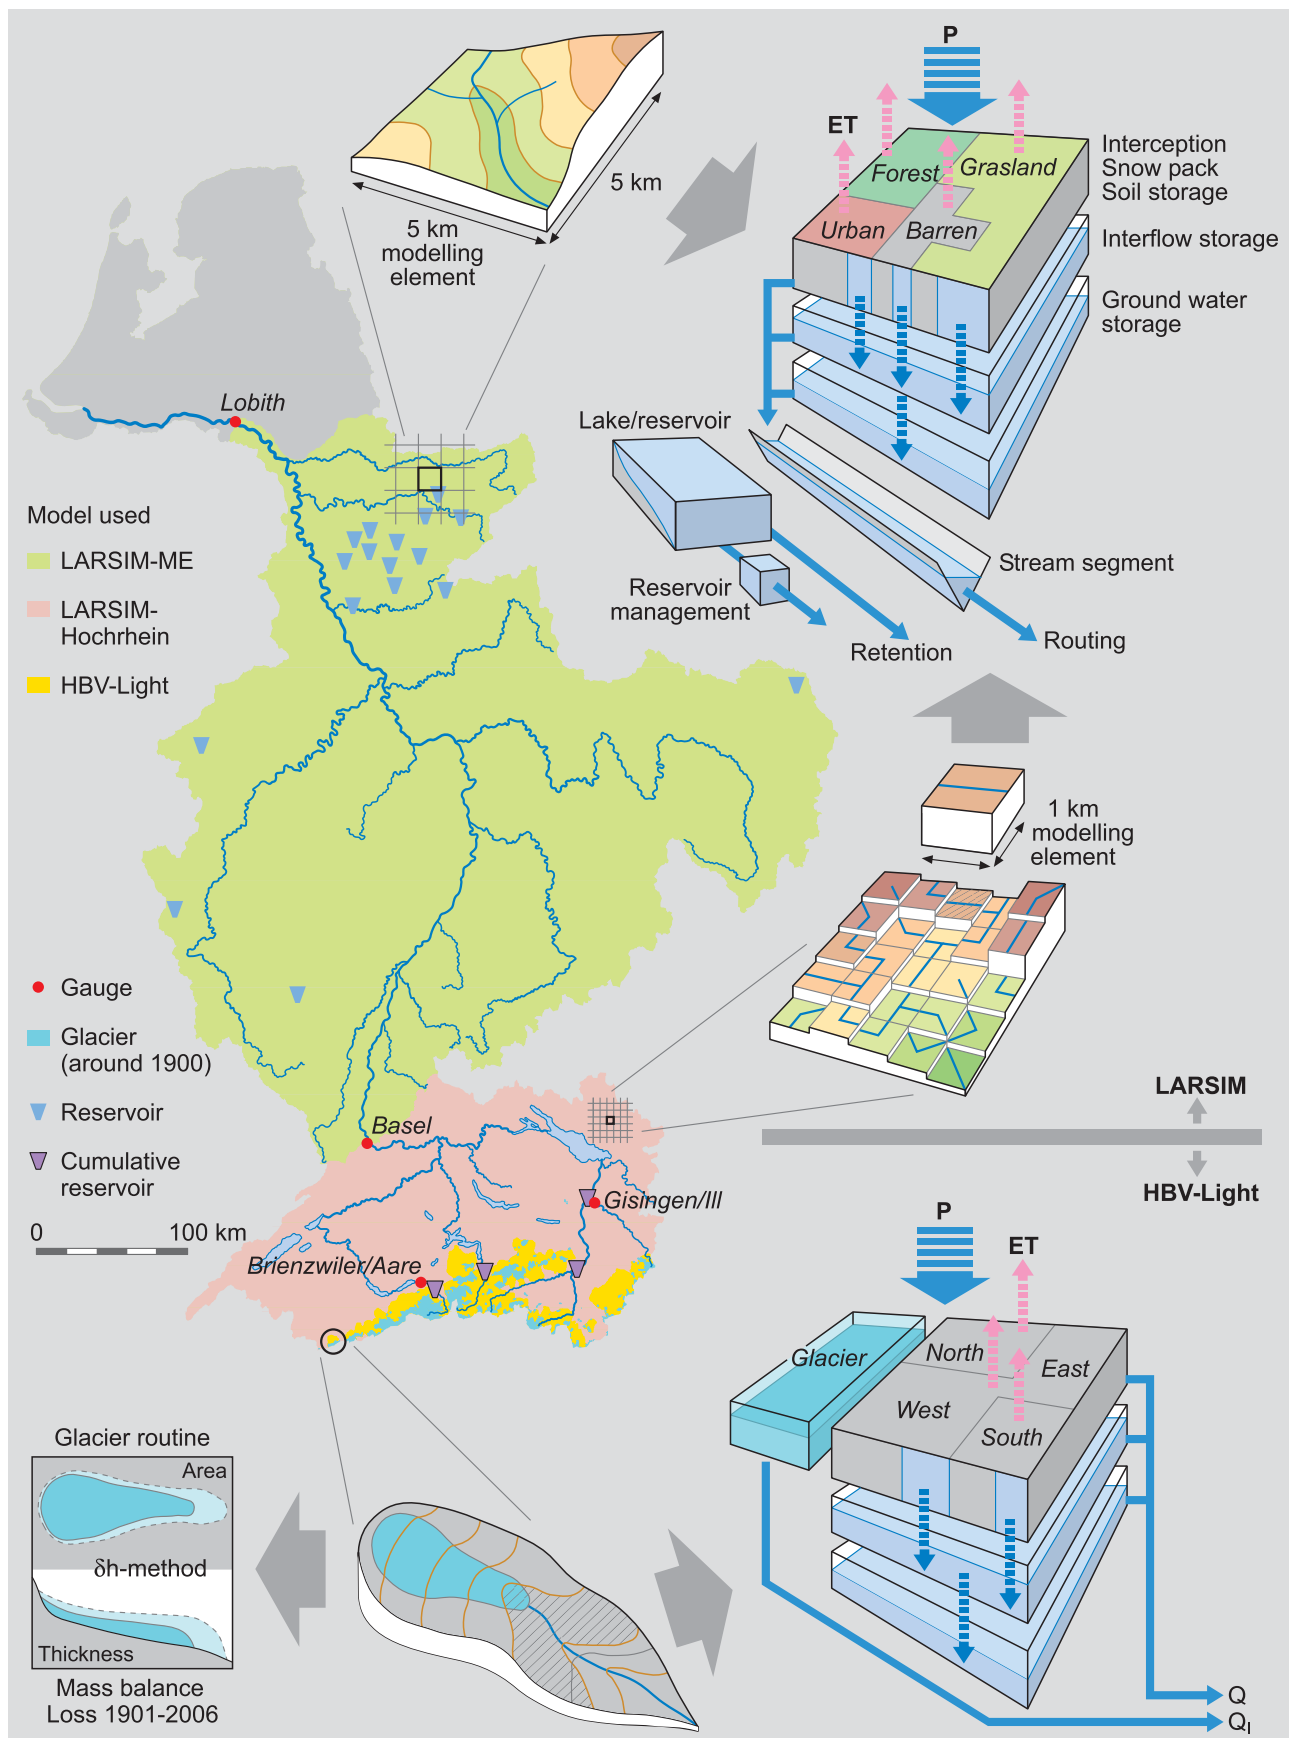 P
ET
Forest
Grasland
Urban
Barren
Interception
Snow pack
Soil storage
Interflow storage
Ground water
storage
5 km
5 km
modelling
element
Lobith
Lake/reservoir
Reservoir
management
Stream segment
Routing
Retention
Model used
LARSIM-ME
LARSIM-
Hochrhein
HBV-Light
1 km
modelling
element
Gauge
Glacier
(around 1900)
Reservoir
Cumulative
reservoir
0 100 km
Basel
Gisingen/Ill
Brienzwiler/Aare
LARSIM
HBV-Light
P
ET
Glacier
North
East
West
South
Glacier routine
Area
δh-method
Thickness
Mass balance
Loss 1901-2006
Q
QI